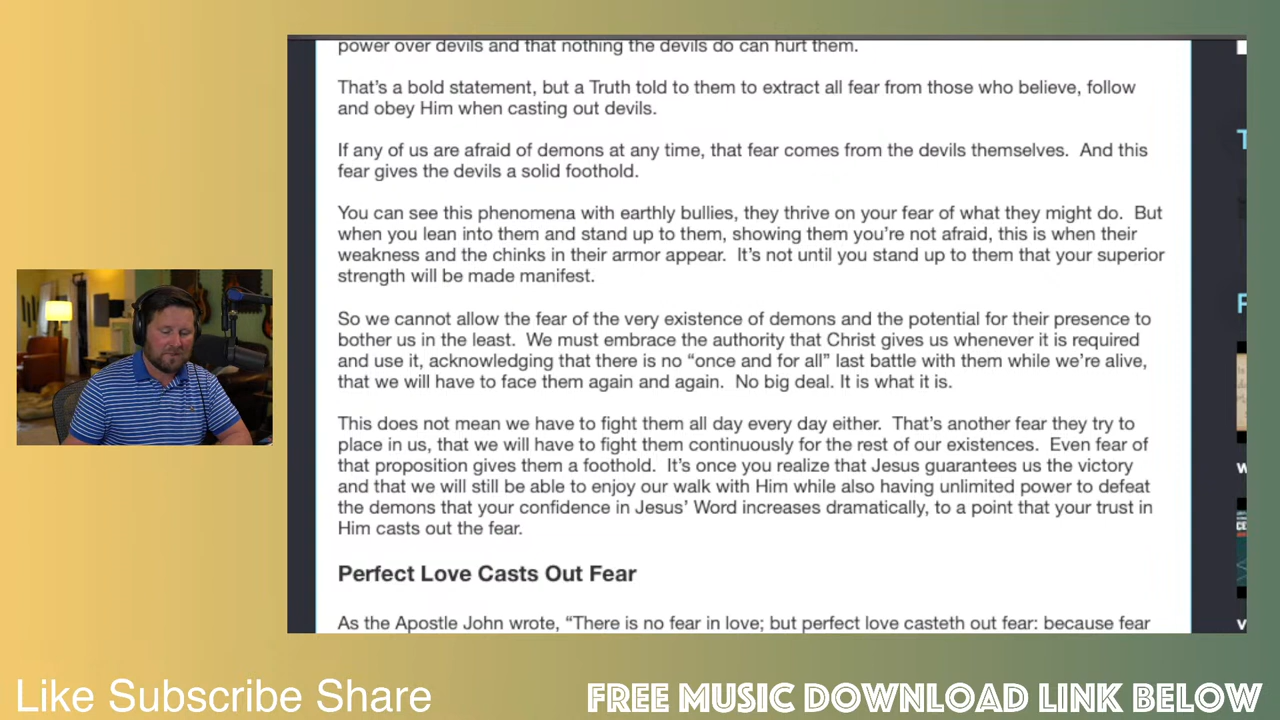 power over devils and that nothing the devils do can hurt them.
That’s a bold statement, but a Truth told to them to extract all fear from those who believe, follow
and obey Him when casting out devils.
If any of us are afraid of demons at any time, that fear comes from the devils themselves.  And this
fear gives the devils a solid foothold.
You can see this phenomena with earthly bullies, they thrive on your fear of what they might do.  But
when you lean into them and stand up to them, showing them you’re not afraid, this is when their
weakness and the chinks in their armor appear.  It’s not until you stand up to them that your superior
strength will be made manifest.
So we cannot allow the fear of the very existence of demons and the potential for their presence to
bother us in the least.  We must embrace the authority that Christ gives us whenever it is required
and use it, acknowledging that there is no “once and for all” last battle with them while we’re alive,
that we will have to face them again and again.  No big deal. It is what it is.
This does not mean we have to fight them all day every day either.  That’s another fear they try to
place in us, that we will have to fight them continuously for the rest of our existences.  Even fear of
that proposition gives them a foothold.  It’s once you realize that Jesus guarantees us the victory
and that we will still be able to enjoy our walk with Him while also having unlimited power to defeat
the demons that your confidence in Jesus’ Word increases dramatically, to a point that your trust in
Him casts out the fear.
Perfect Love Casts Out Fear
As the Apostle John wrote, “There is no fear in love; but perfect love casteth out fear: because fear
Like Subscribe Share
FREE MUSIC DOWNLOAD LINK BELOW